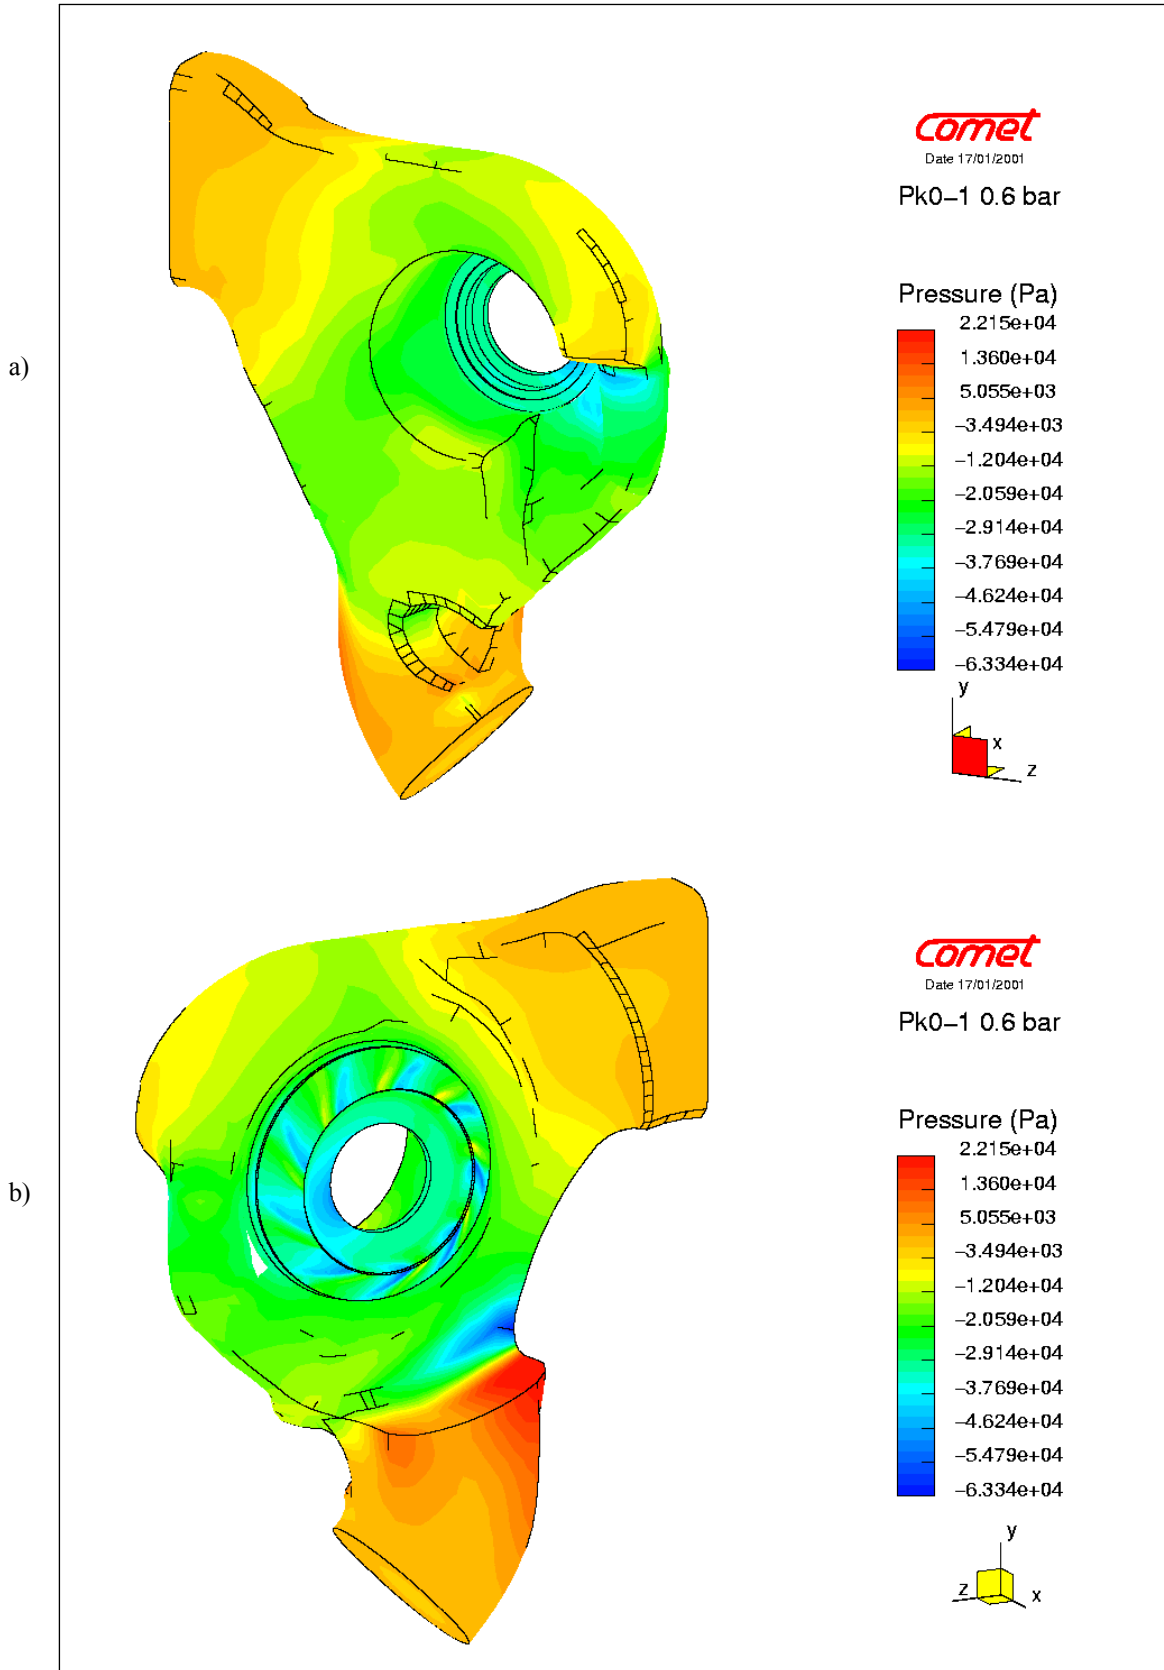 a)
comet
Date 17/01/2001
Pk0−1 0.6 bar
Pressure (Pa)
2.215e+04
1.360e+04
5.055e+03
−3.494e+03
−1.204e+04
−2.059e+04
−2.914e+04
−3.769e+04
−4.624e+04
−5.479e+04
−6.334e+04
y
x
z
b)
comet
Date 17/01/2001
Pk0−1 0.6 bar
Pressure (Pa)
2.215e+04
1.360e+04
5.055e+03
−3.494e+03
−1.204e+04
−2.059e+04
−2.914e+04
−3.769e+04
−4.624e+04
−5.479e+04
−6.334e+04
y
z
x